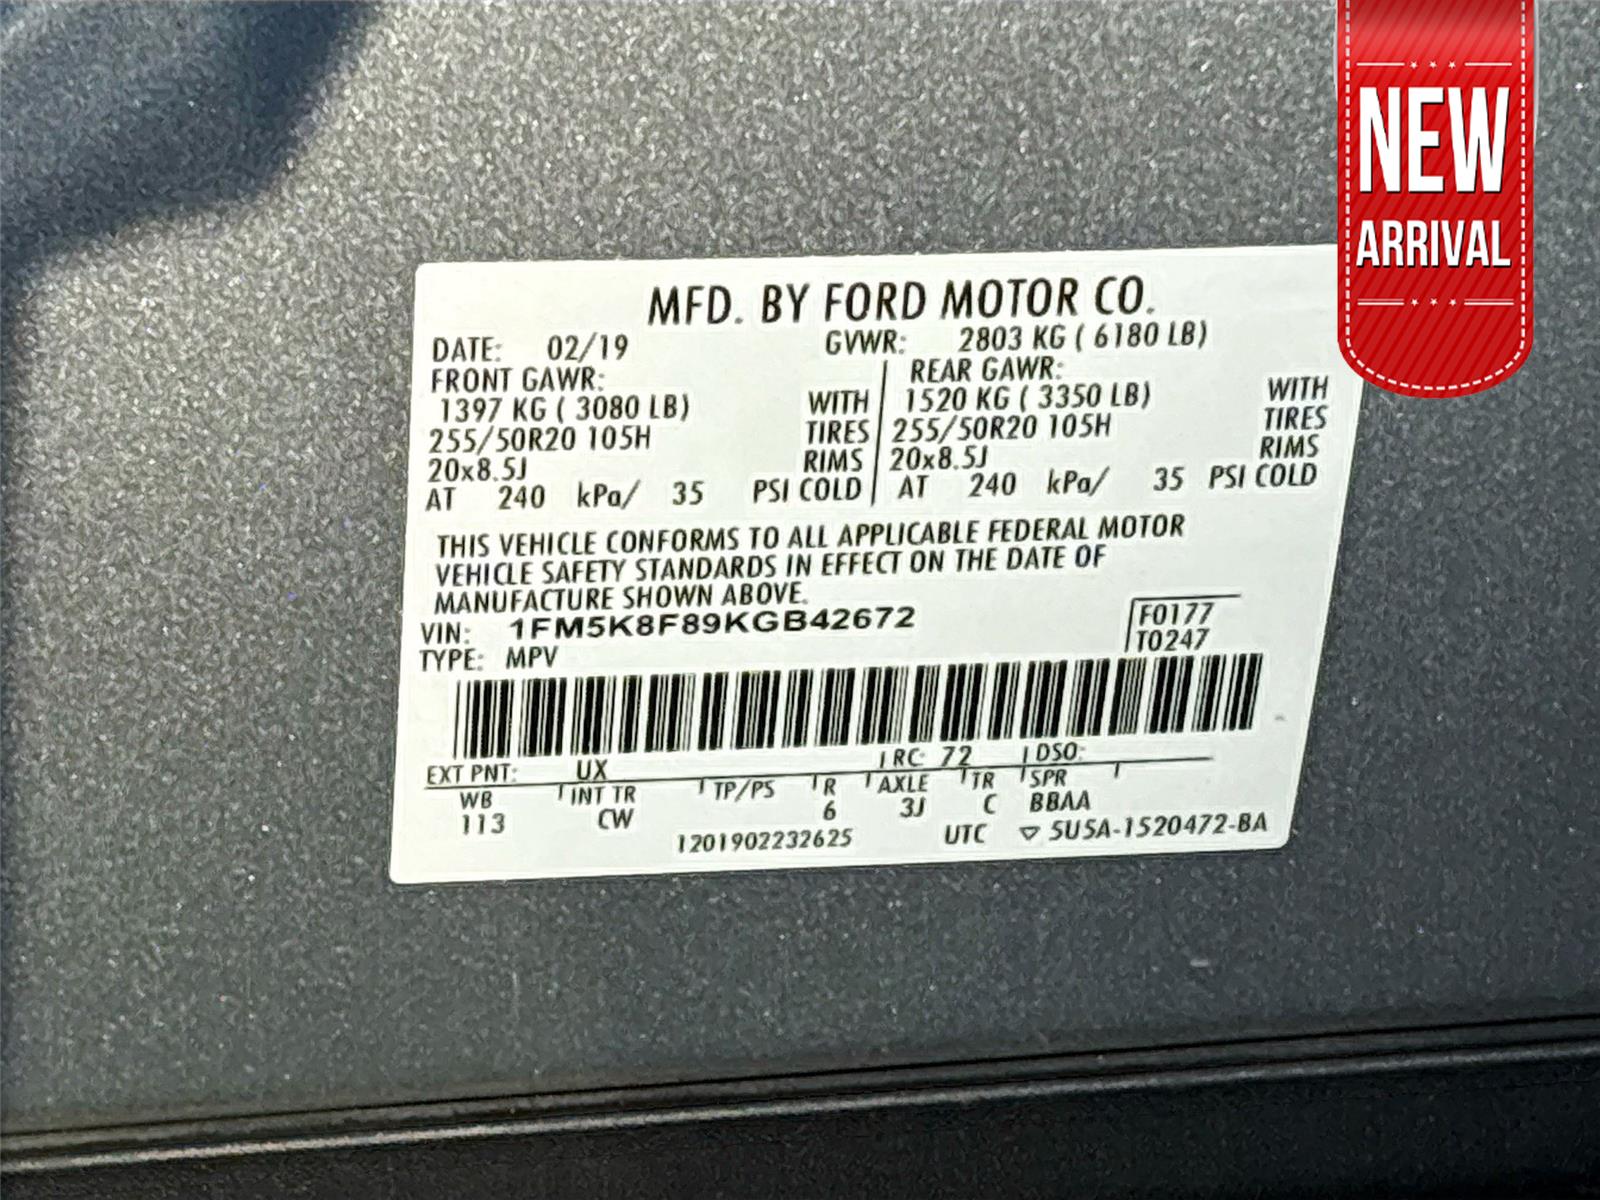 NEW
ARRIVAL
MFD. BY FORD MOTOR CO.
DATE: 02/19 GVWR: 2803 KG ( 6180 LB)
FRONT GAWR: REAR GAWR:
1397 KG ( 3080 LB) WITH 1520 KG ( 3350 LB) WITH
255/50R20 105H TIRES 255/50R20 105H TIRES
20x8.5J RIMS 20x8.5J RIMS
AT 240 kPa/ 35 PSI COLD AT 240 kPa/ 35 PSI COLD
THIS VEHICLE CONFORMS TO ALL APPLICABLE FEDERAL MOTOR
VEHICLE SAFETY STANDARDS IN EFFECT ON THE DATE OF
MANUFACTURE SHOWN ABOVE.
VIN: 1FM5K8F89KGB42672 F0177
TYPE: MPV T0247
EXT PNT: UX RC: 72 DSO:
WB INT TR TP/PS R AXLE TR SPR
113 CW 6 3J C BBAA
1201902232625 UTC ▽ 5U5A-1520472-BA